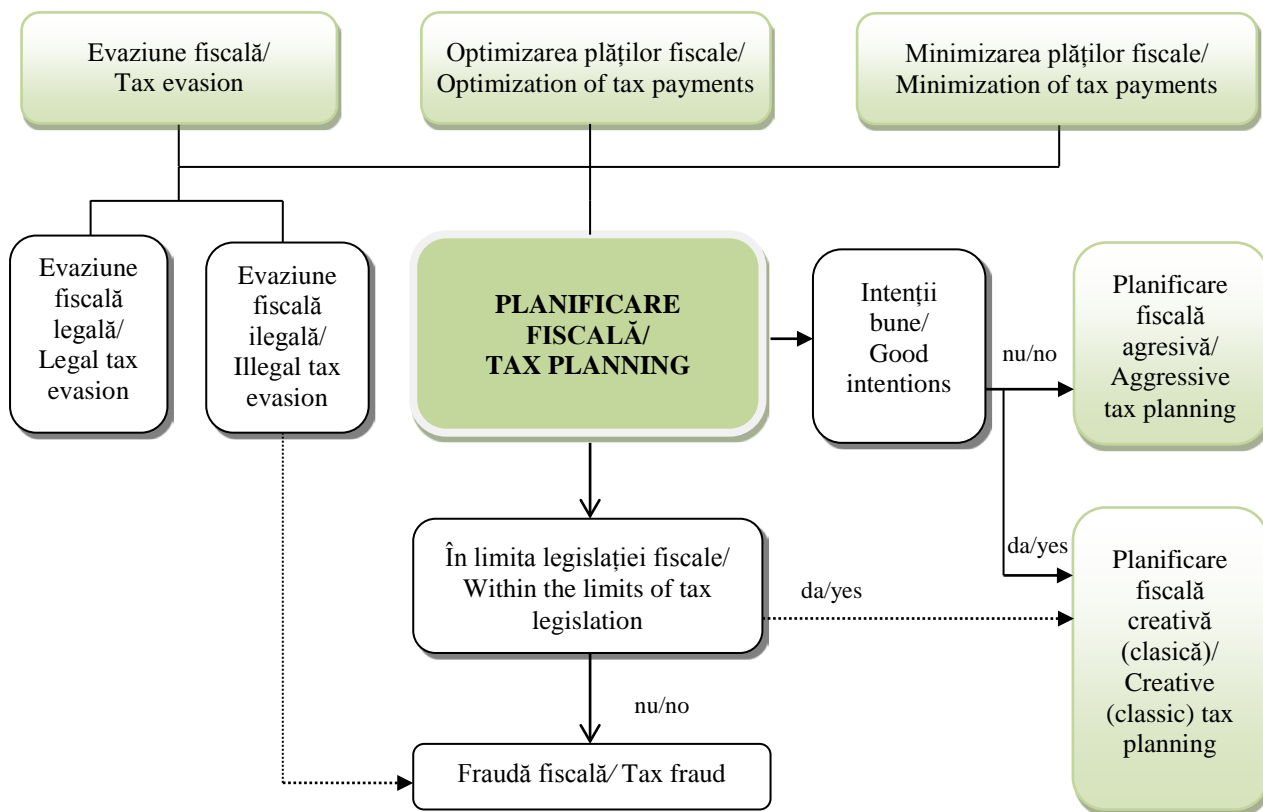 Evaziune fiscală/
Tax evasion
Optimizarea plăților fiscale/
Optimization of tax payments
Minimizarea plăților fiscale/
Minimization of tax payments
Evaziune
fiscală
legală/
Legal tax
evasion
Evaziune
fiscală
ilegală/
Illegal tax
evasion
PLANIFICARE
FISCALĂ/
TAX PLANNING
Intenții
bune/
Good
intentions
nu/no
Planificare
fiscală
agresivă/
Aggressive
tax planning
În limita legislației fiscale/
Within the limits of tax
legislation
da/yes
da/yes
Planificare
fiscală
creativă
(clasică)/
Creative
(classic) tax
planning
nu/no
Fraudă fiscală/ Tax fraud